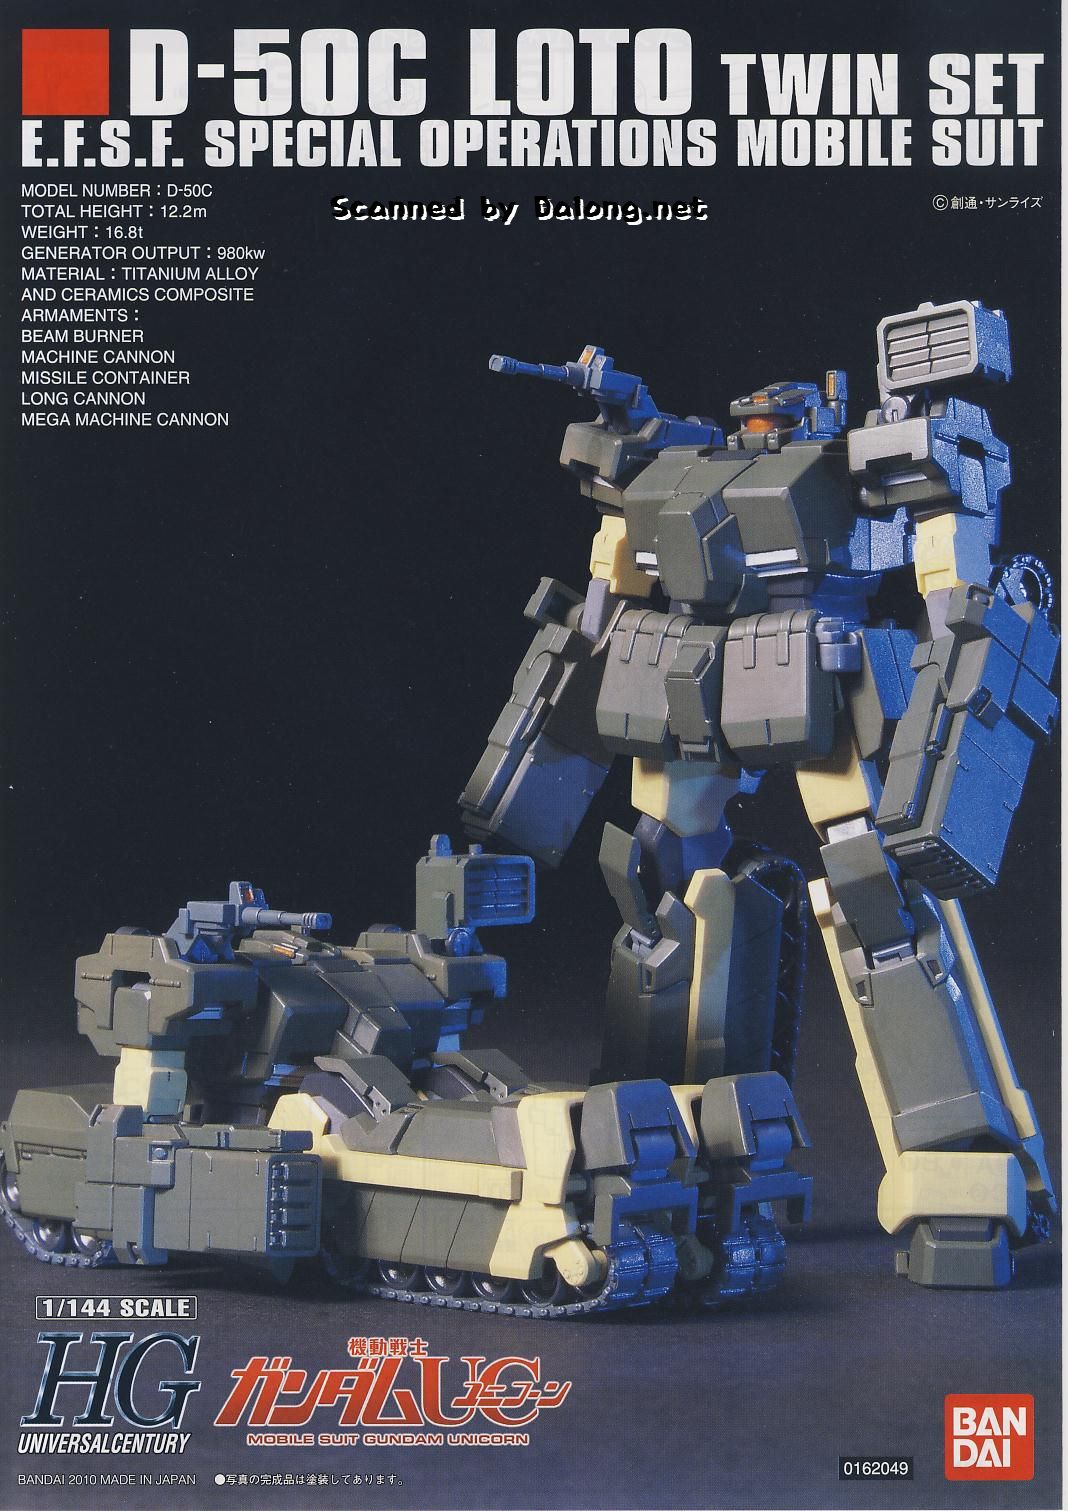 D-50C LOTO TWIN SET
E.F.S.F. SPECIAL OPERATIONS MOBILE SUIT
MODEL NUMBER : D-50C
TOTAL HEIGHT : 12.2m
WEIGHT : 16.8t
GENERATOR OUTPUT : 980kw
MATERIAL : TITANIUM ALLOY
AND CERAMICS COMPOSITE
ARMAMENTS :
BEAM BURNER
MACHINE CANNON
MISSILE CONTAINER
LONG CANNON
MEGA MACHINE CANNON
Scanned by Dalong.net
©創通・サンライズ
1/144 SCALE
HG
UNIVERSAL CENTURY
機動戦士
ガンダムUC
ユニコーン
MOBILE SUIT GUNDAM UNICORN
BANDAI 2010 MADE IN JAPAN ●写真の完成品は塗装してあります。
0162049
BAN
DAI